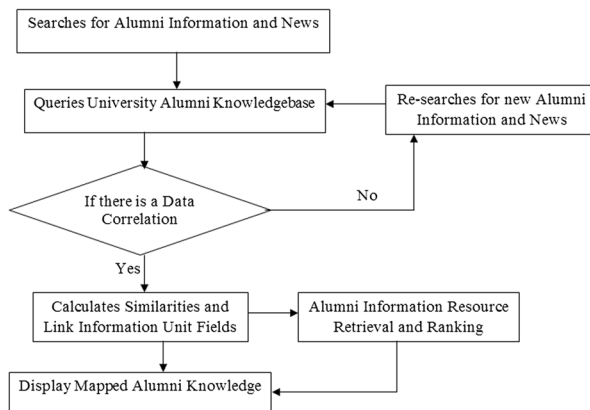 Searches for Alumni Information and News
Queries University Alumni Knowledgebase
Re-searches for new Alumni
Information and News
If there is a Data
Correlation
No
Yes
Calculates Similarities and
Link Information Unit Fields
Alumni Information Resource
Retrieval and Ranking
Display Mapped Alumni Knowledge